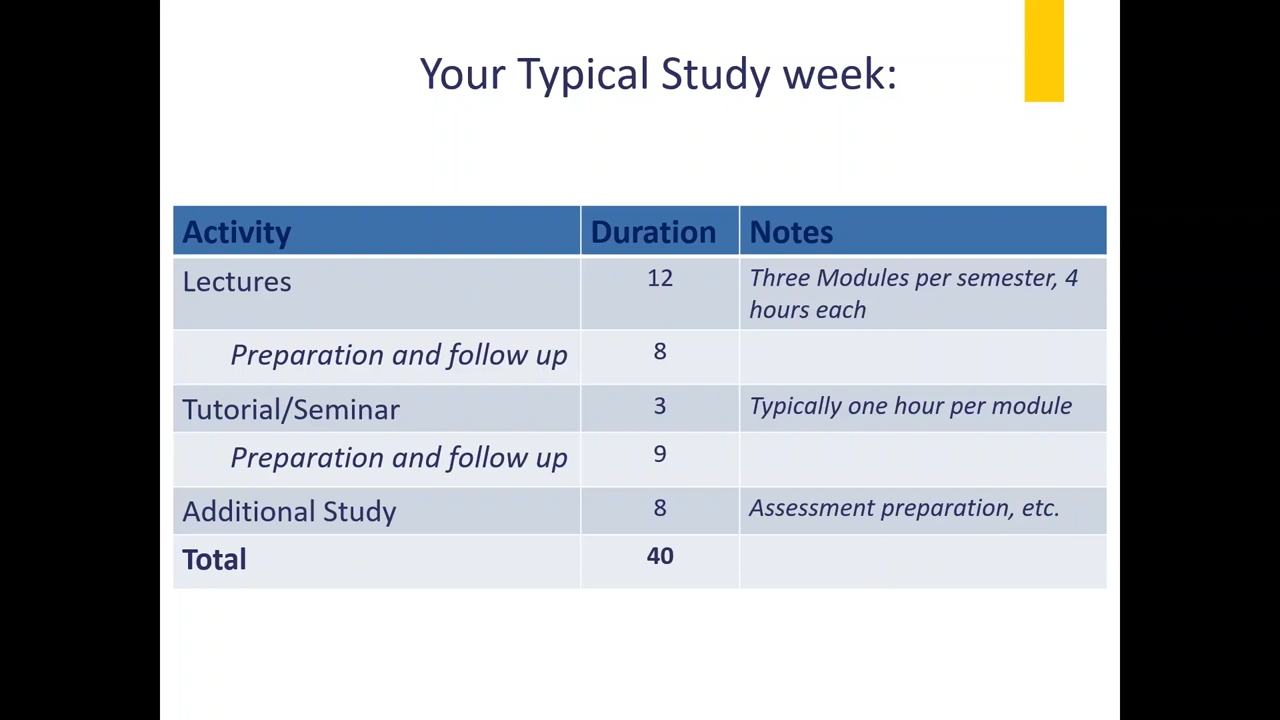 Your Typical Study week:
Activity Duration Notes
Lectures 12 Three Modules per semester, 4
hours each
Preparation and follow up 8
Tutorial/Seminar 3 Typically one hour per module
Preparation and follow up 9
Additional Study 8 Assessment preparation, etc.
Total 40